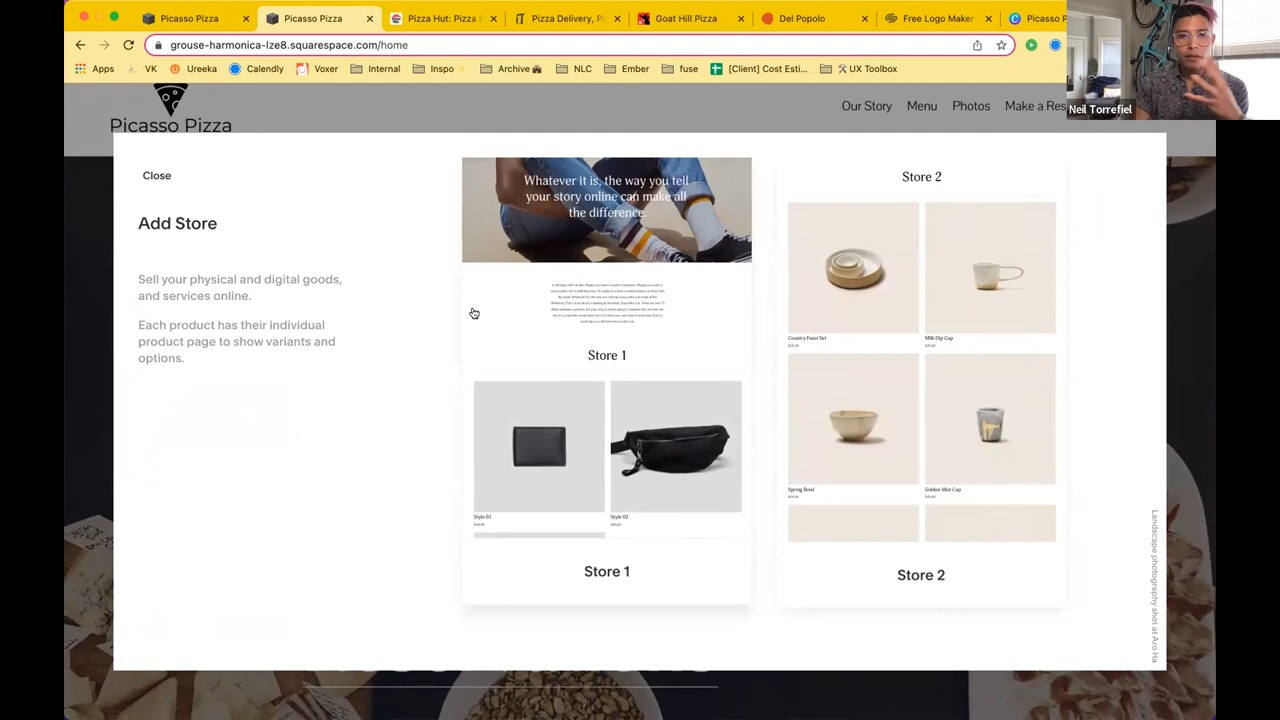 Picasso Pizza
Picasso Pizza
Pizza Hut: Pizza D
Pizza Delivery, Pi
Goat Hill Pizza
Del Popolo
Free Logo Maker
Picasso P
grouse-harmonica-lze8.squarespace.com/home
Apps
VK
Ureeka
Calendly
Voxer
Internal
Inspo
Archive
NLC
Ember
fuse
[Client] Cost Esti...
UX Toolbox
Neil Torrefiel
Picasso Pizza
Our Story
Menu
Photos
Make a Res
Close
Add Store
Sell your physical and digital goods,
and services online.
Each product has their individual
product page to show variants and
options.
Whatever it is, the way you tell
your story online can make all
the difference.
Store 1
Style 01
Style 02
Store 1
Store 2
Country Feast Set
Milk Dip Cup
Spring Bowl
Golden Mist Cup
Store 2
Landscape photography shot at Aro Ha